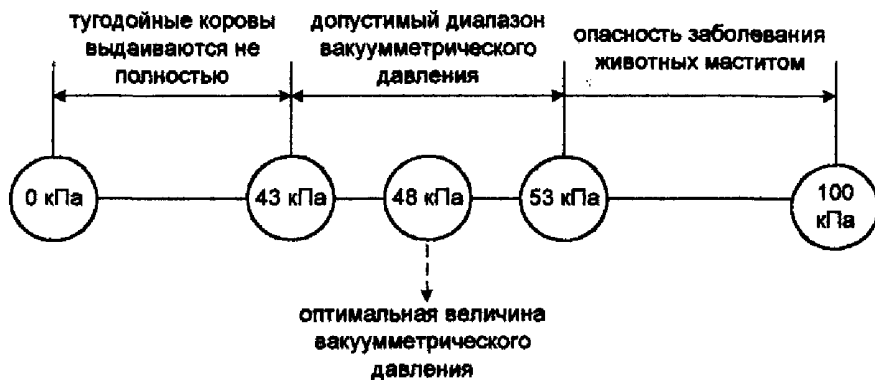 тугодойные коровы
выдаиваются не
полностью
допустимый диапазон
вакуумметрического
давления
опасность заболевания
животных маститом
0 кПа
43 кПа
48 кПа
53 кПа
100
кПа
оптимальная величина
вакуумметрического
давления